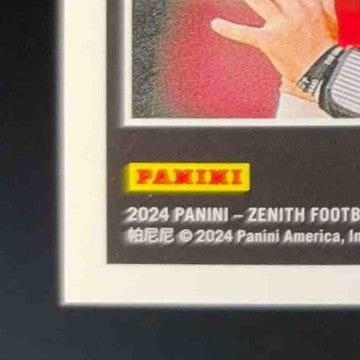 PANINI
2024 PANINI – ZENITH FOOTB
帕尼尼 © 2024 Panini America, In